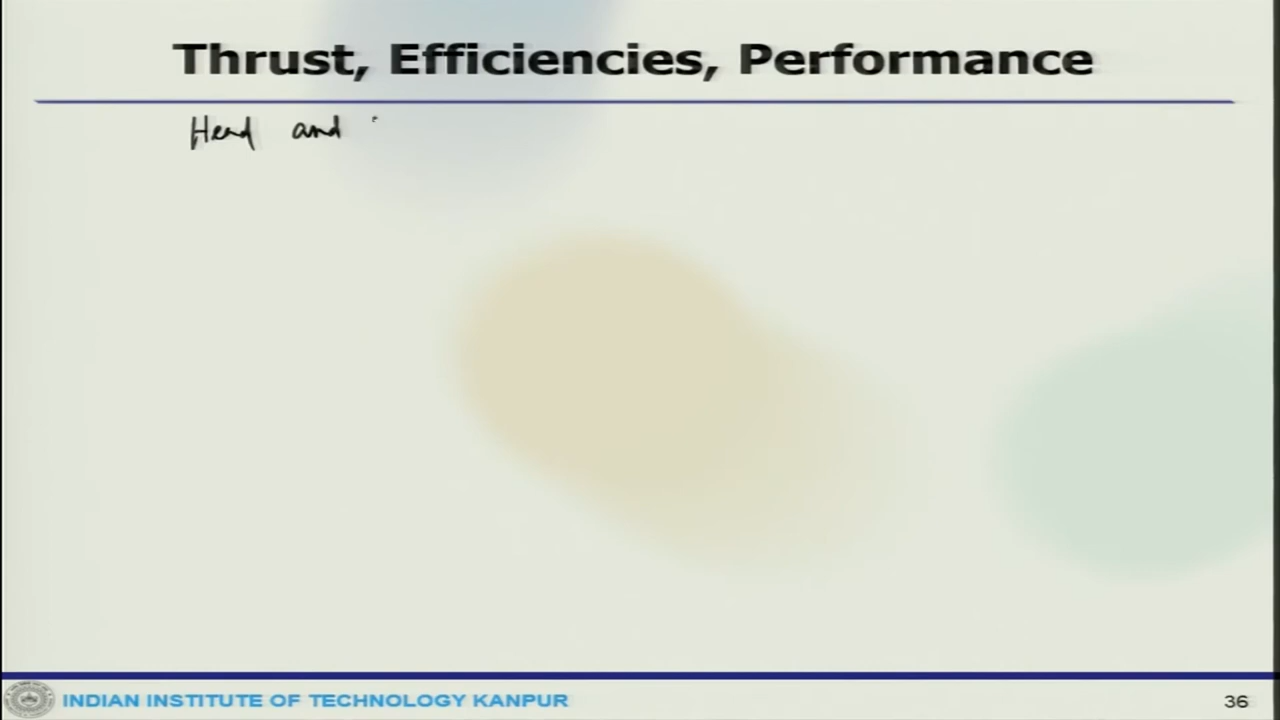 Thrust, Efficiencies, Performance
Head and
INDIAN INSTITUTE OF TECHNOLOGY KANPUR
36